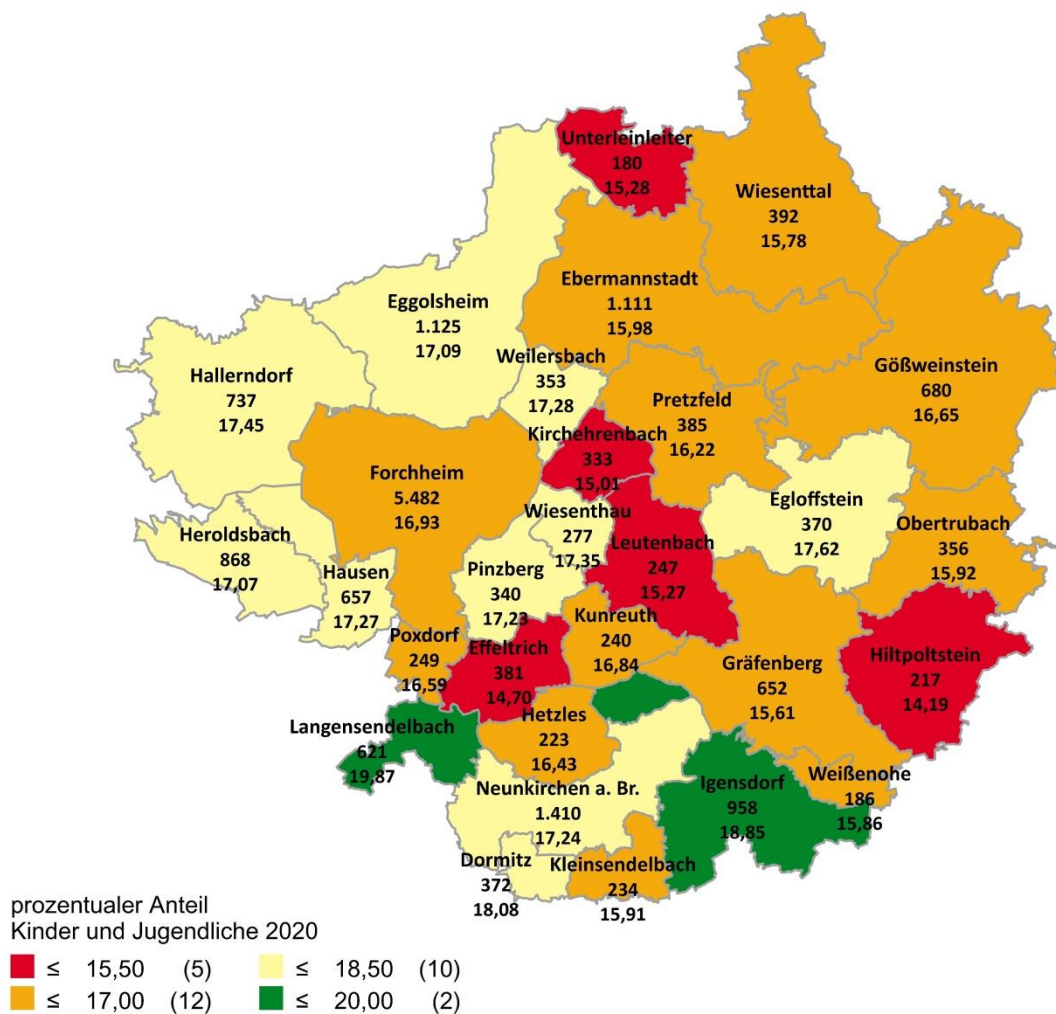 Unterleinleiter
180
15,28
Wiesenttal
392
15,78
Ebermannstadt
1.111
15,98
Eggolsheim
1.125
17,09
Weilersbach
353
17,28
Gößweinstein
680
16,65
Hallerndorf
737
17,45
Pretzfeld
385
16,22
Kirchehrenbach
333
15,01
Forchheim
5.482
16,93
Egloffstein
370
17,62
Wiesenthau
277
17,35
Obertrubach
356
15,92
Heroldsbach
868
17,07
Leutenbach
247
15,27
Hausen
657
17,27
Pinzberg
340
17,23
Kunreuth
240
16,84
Poxdorf
249
16,59
Effeltrich
381
14,70
Gräfenberg
652
15,61
Hiltpoltstein
217
14,19
Hetzles
223
16,43
Langensendelbach
621
19,87
Igensdorf
958
18,85
Weißenohe
186
15,86
Neunkirchen a. Br.
1.410
17,24
Dormitz
372
18,08
Kleinsendelbach
234
15,91
prozentualer Anteil
Kinder und Jugendliche 2020
≤ 15,50 (5) ≤ 18,50 (10)
≤ 17,00 (12) ≤ 20,00 (2)